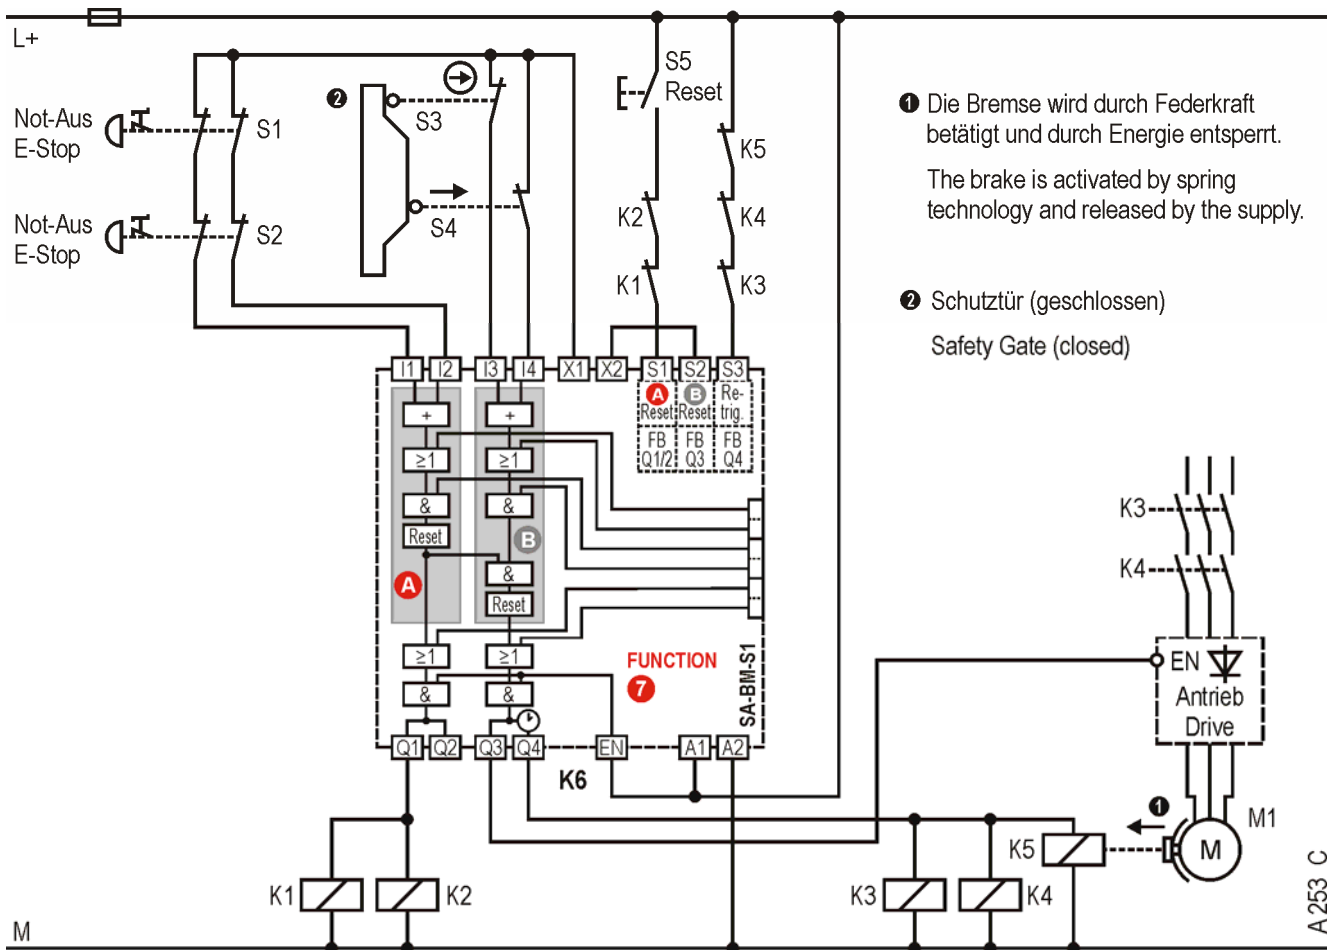 L+
Not-Aus
E-Stop
S1
Not-Aus
E-Stop
S2
2
S3
S4
S5
Reset
K5
K2
K4
K1
K3
1 Die Bremse wird durch Federkraft
betätigt und durch Energie entsperrt.
The brake is activated by spring
technology and released by the supply.
2 Schutztür (geschlossen)
Safety Gate (closed)
I1 I2 I3 I4 X1 X2 S1 S2 S3
A B Re-
Reset Reset trig.
FB FB FB
Q1/2 Q3 Q4
+ +
≥1 ≥1
& &
Reset B
A &
Reset
≥1 ≥1
& &
FUNCTION
7
SA-BM-S1
Q1 Q2 Q3 Q4 EN A1 A2
K6
K3
K4
EN
Antrieb
Drive
1
M1
M
K5
K1 K2 K3 K4
M
A253 C